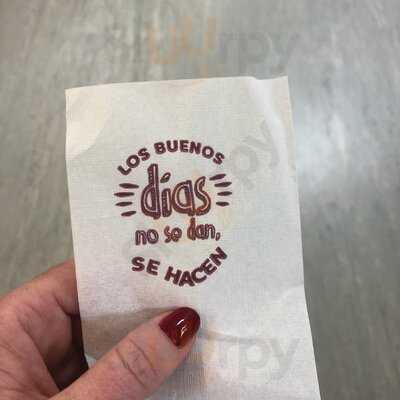 LOS BUENOS
días
no se dan,
SE HACEN